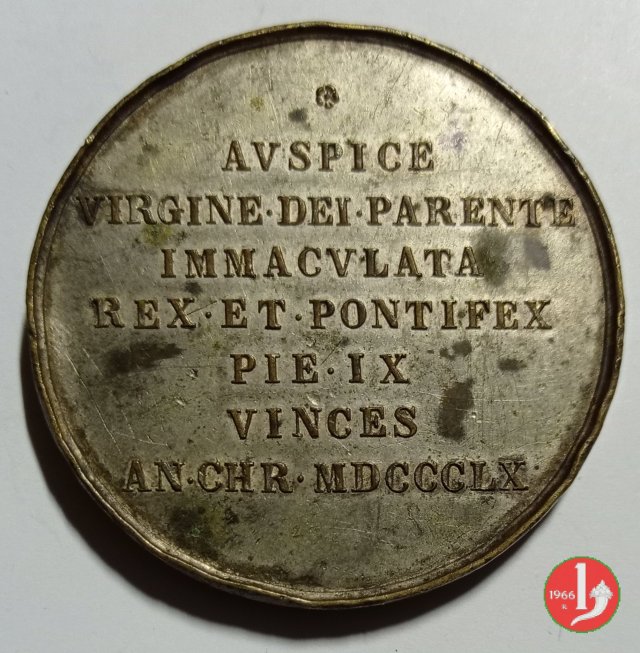 AVSPICE
VIRGINE·DEI·PARENTE
IMMACVLATA
REX·ET·PONTIFEX
PIE·IX
VINCES
AN·CHR·MDCCCLX
1966